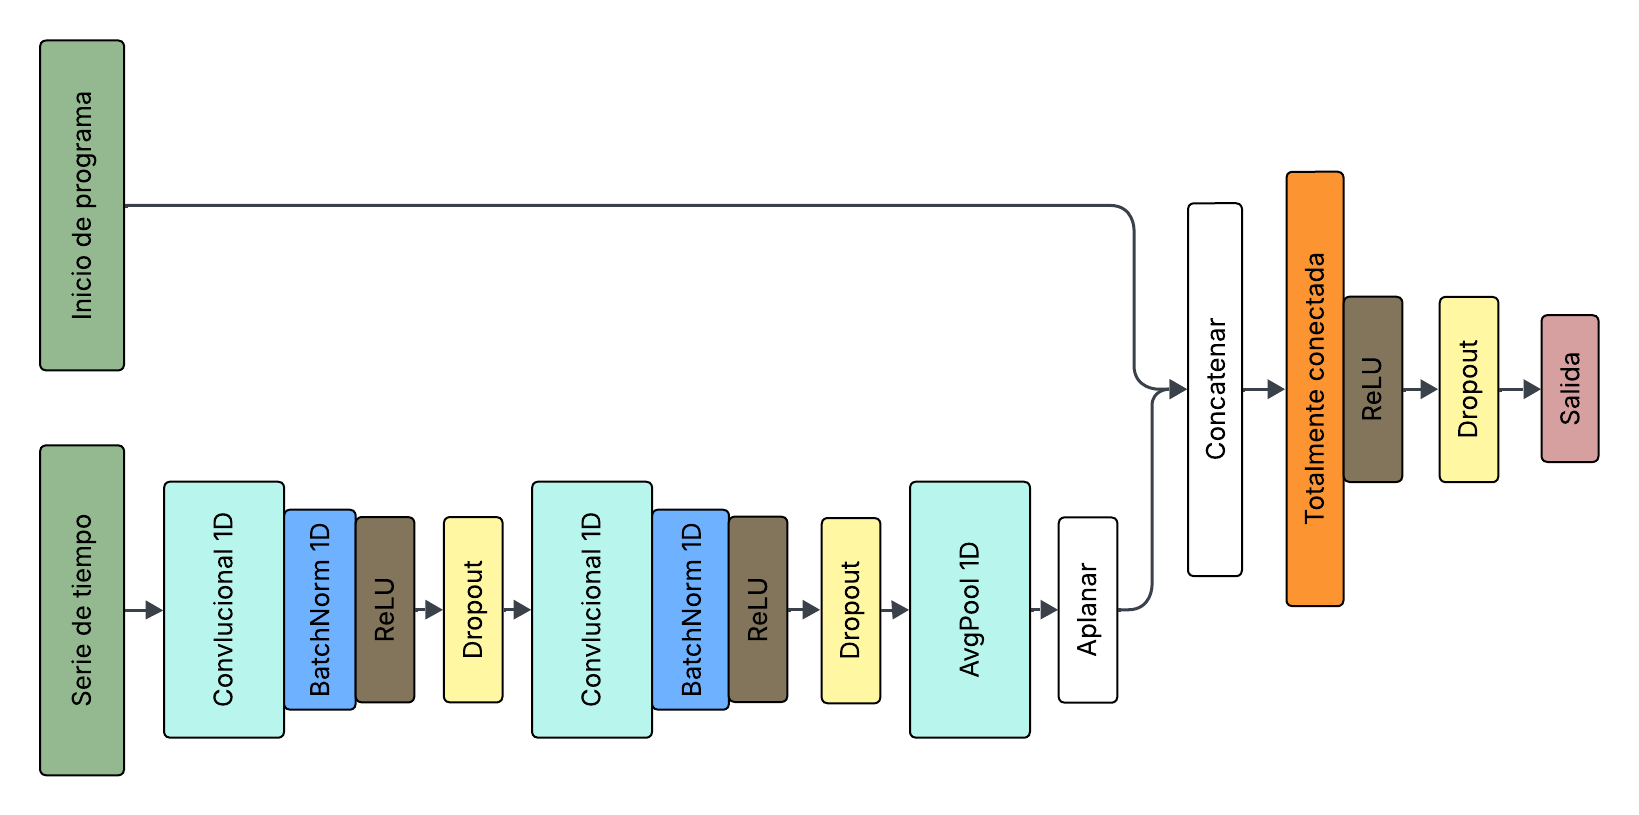 Inicio de programa
Serie de tiempo
Convlucional 1D
BatchNorm 1D
ReLU
Dropout
Convlucional 1D
BatchNorm 1D
ReLU
Dropout
AvgPool 1D
Aplanar
Concatenar
Totalmente conectada
ReLU
Dropout
Salida